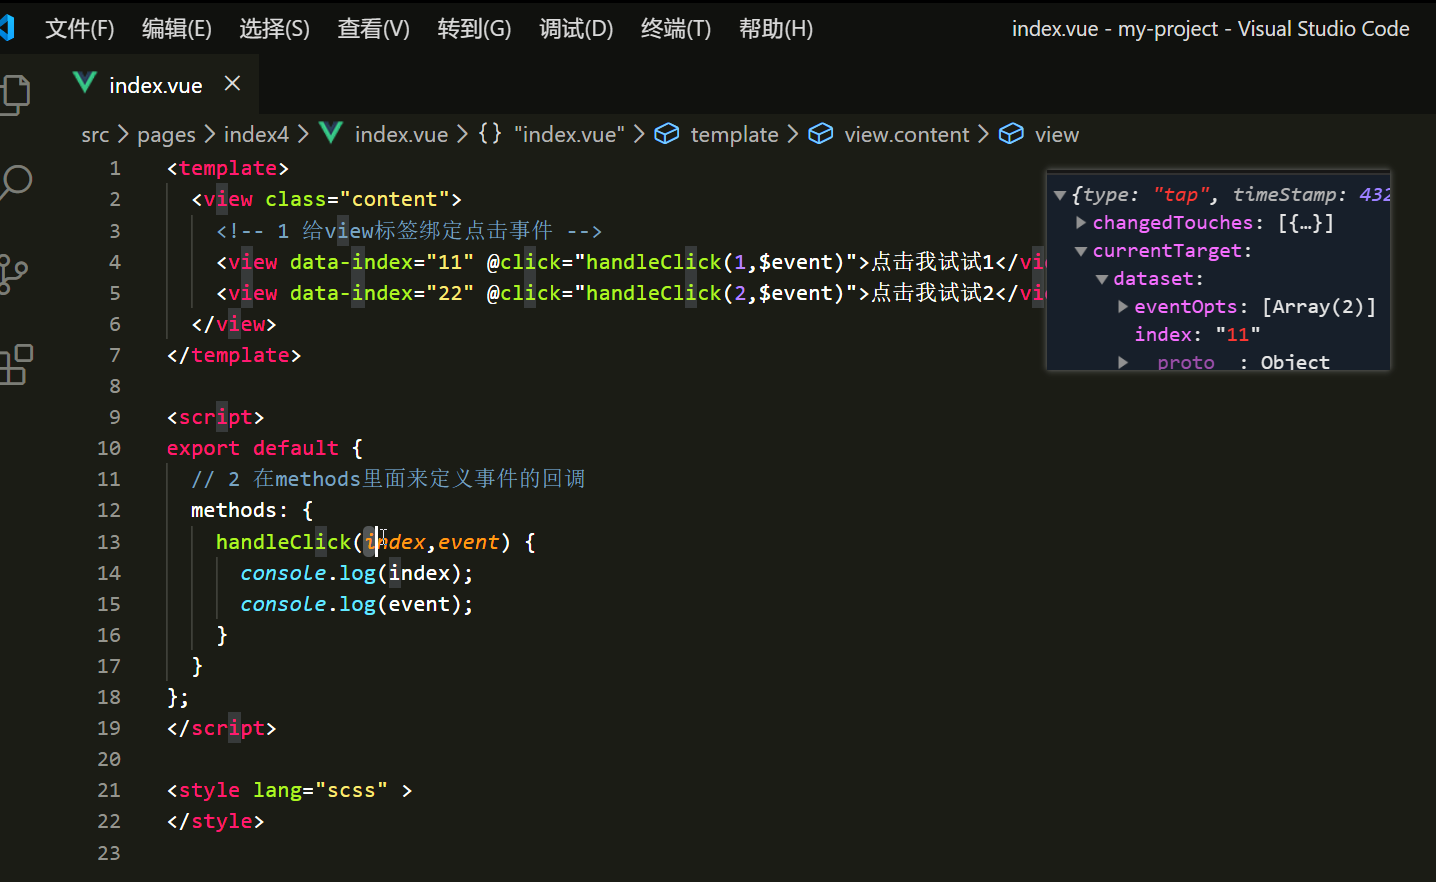 文件(F) 编辑(E) 选择(S) 查看(V) 转到(G) 调试(D) 终端(T) 帮助(H) index.vue - my-project - Visual Studio Code
index.vue
src > pages > index4 > index.vue > {} "index.vue" > template > view.content > view
1 <template>
2 <view class="content">
3 <!-- 1 给view标签绑定点击事件 -->
4 <view data-index="11" @click="handleClick(1,$event)">点击我试试1</vi
5 <view data-index="22" @click="handleClick(2,$event)">点击我试试2</vi
6 </view>
7 </template>
8
9 <script>
10 export default {
11 // 2 在methods里面来定义事件的回调
12 methods: {
13 handleClick(index,event) {
14 console.log(index);
15 console.log(event);
16 }
17 }
18 };
19 </script>
20
21 <style lang="scss" >
22 </style>
23
{type: "tap", timeStamp: 432
changedTouches: [{…}]
currentTarget:
dataset:
eventOpts: [Array(2)]
index: "11"
proto : Object